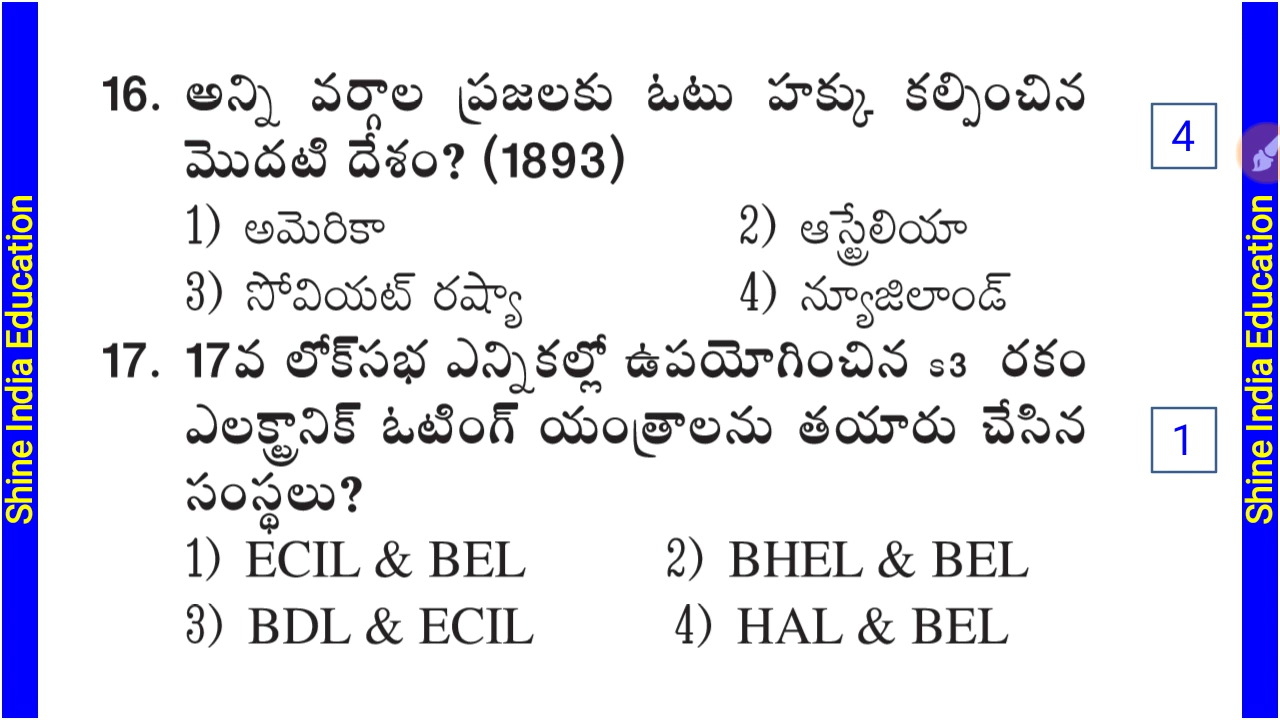 Shine India Education
16. అన్ని వర్గాల ప్రజలకు ఓటు హక్కు కల్పించిన
మొదటి దేశం? (1893)
4
1) అమెరికా 2) ఆస్ట్రేలియా
3) సోవియట్ రష్యా 4) న్యూజిలాండ్
17. 17వ లోక్‌సభ ఎన్నికల్లో ఉపయోగించిన s3 రకం
ఎలక్ట్రానిక్ ఓటింగ్ యంత్రాలను తయారు చేసిన
1
సంస్థలు?
1) ECIL & BEL 2) BHEL & BEL
3) BDL & ECIL 4) HAL & BEL
Shine India Education